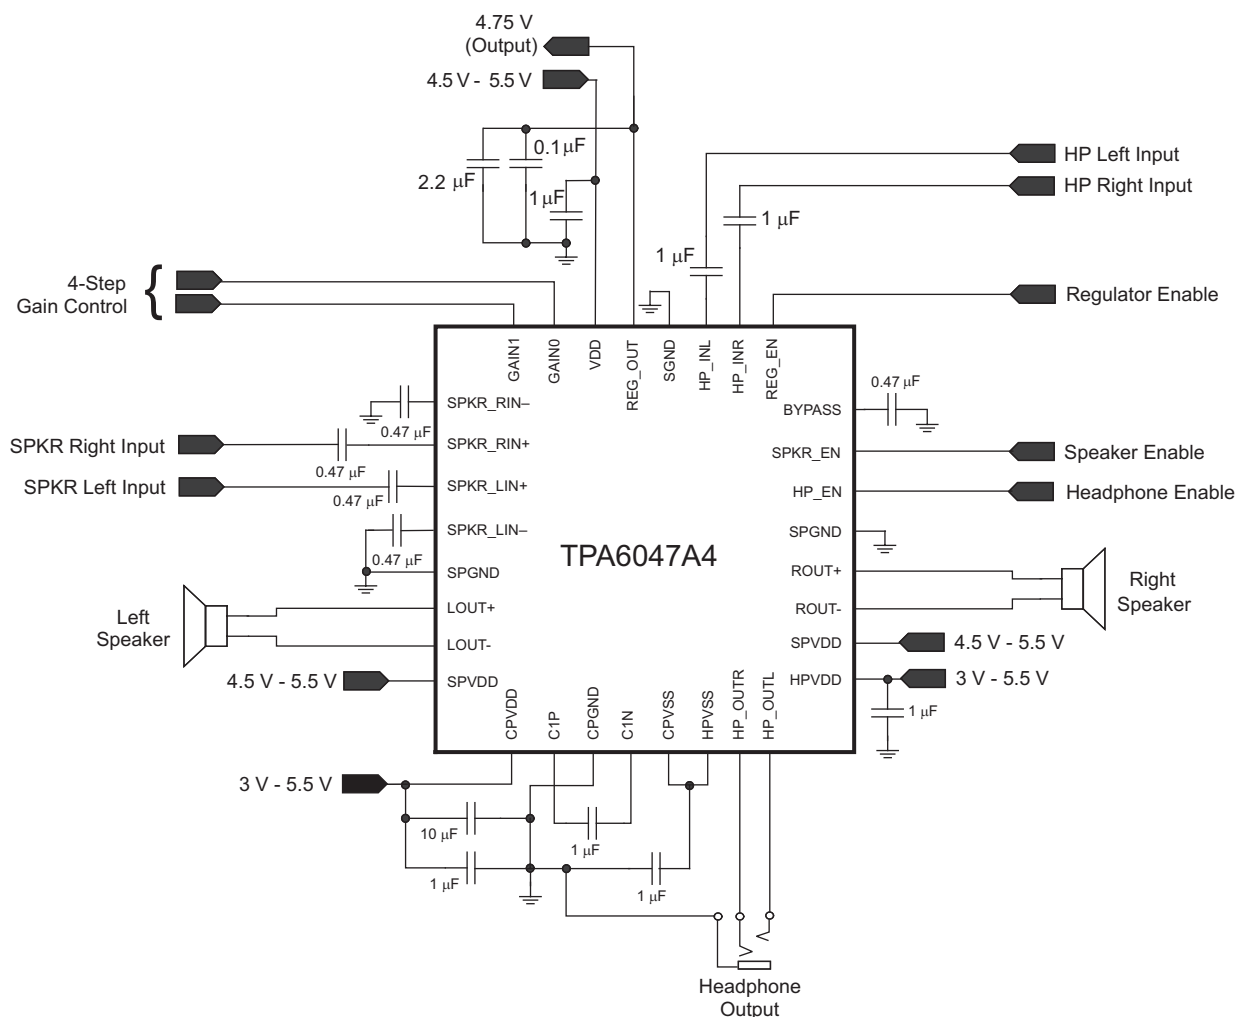 4.75 V
(Output)
4.5 V - 5.5 V
0.1 μF
2.2 μF
1 μF
HP Left Input
HP Right Input
1 μF
1 μF
4-Step
Gain Control
{
Regulator Enable
GAIN1
GAIN0
VDD
REG_OUT
SGND
HP_INL
HP_INR
REG_EN
SPKR_RIN–
0.47 μF
BYPASS
0.47 μF
SPKR Right Input
SPKR_RIN+
0.47 μF
SPKR_EN
Speaker Enable
SPKR Left Input
SPKR_LIN+
0.47 μF
HP_EN
Headphone Enable
SPKR_LIN–
0.47 μF
SPGND
TPA6047A4
SPGND
ROUT+
Right
Speaker
Left
Speaker
LOUT+
ROUT-
LOUT-
SPVDD
4.5 V - 5.5 V
4.5 V - 5.5 V
SPVDD
HPVDD
3 V - 5.5 V
1 μF
CPVDD
C1P
CPGND
C1N
CPVSS
HPVSS
HP_OUTR
HP_OUTL
3 V - 5.5 V
10 μF
1 μF
1 μF
1 μF
Headphone
Output